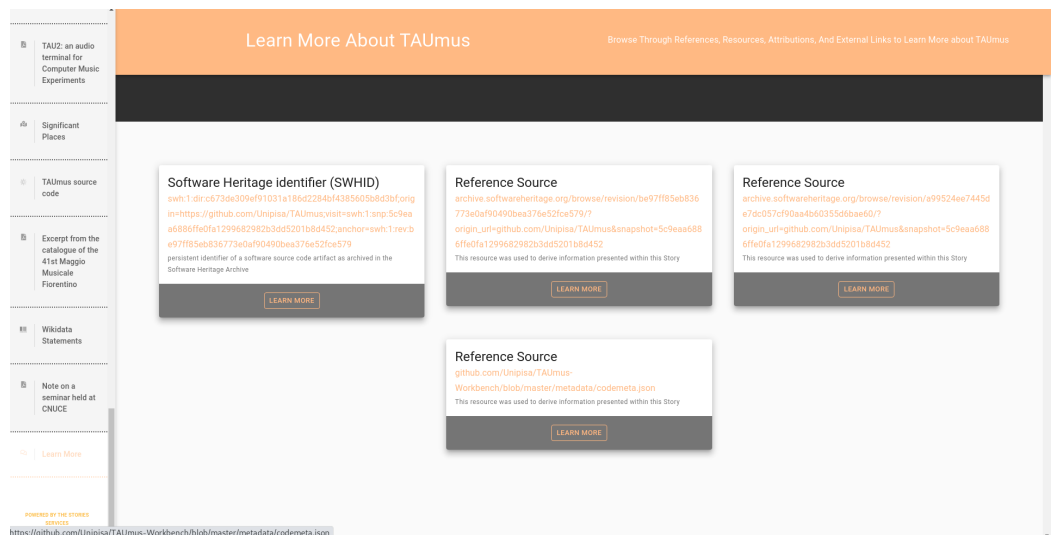 TAU2: an audio
terminal for
Computer Music
Experiments
Significant
Places
TAUmus source
code
Excerpt from the
catalogue of the
41st Maggio
Musicale
Fiorentino
Wikidata
Statements
Note on a
seminar held at
CNUCE
Learn More
POWERED BY THE STORIES
SERVICES
Learn More About TAUmus
Browse Through References, Resources, Attributions, And External Links to Learn More about TAUmus
Software Heritage identifier (SWHID)
swh:1:dir:c673de309ef91031a186d2284bf4385605b8d3bf;orig
in=https://github.com/Unipisa/TAUmus;visit=swh:1:snp:5c9ea
a6886ffe0fa1299682982b3dd5201b8d452;anchor=swh:1:rev:b
e97ff85eb836773e0af90490bea376e52fce579
persistent identifier of a software source code artifact as archived in the
Software Heritage Archive
LEARN MORE
Reference Source
archive.softwareheritage.org/browse/revision/be97ff85eb836
773e0af90490bea376e52fce579/?
origin_url=github.com/Unipisa/TAUmus&snapshot=5c9eaa688
6ffe0fa1299682982b3dd5201b8d452
This resource was used to derive information presented within this Story
LEARN MORE
Reference Source
archive.softwareheritage.org/browse/revision/a99524ee7445d
e7dc057cf90aa4b60355d6bae60/?
origin_url=github.com/Unipisa/TAUmus&snapshot=5c9eaa688
6ffe0fa1299682982b3dd5201b8d452
This resource was used to derive information presented within this Story
LEARN MORE
Reference Source
github.com/Unipisa/TAUmus-
Workbench/blob/master/metadata/codemeta.json
This resource was used to derive information presented within this Story
LEARN MORE
https://github.com/Unipisa/TAUmus-Workbench/blob/master/metadata/codemeta.json